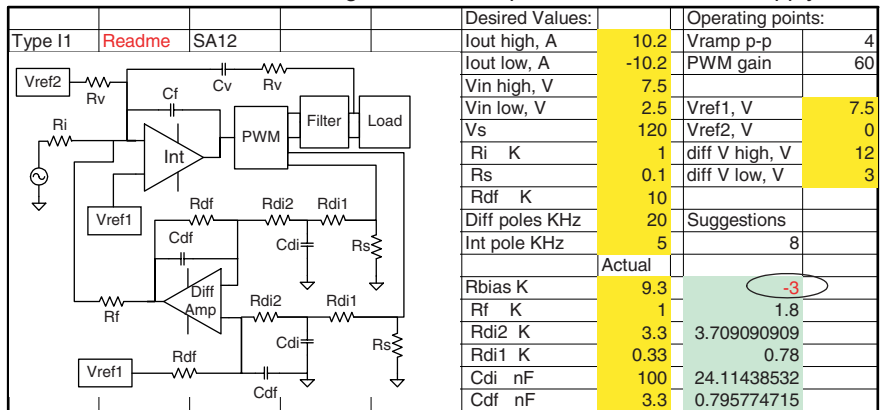 Desired Values: Operating points:
Type I1 Readme SA12 Iout high, A 10.2 Vramp p-p 4
Iout low, A -10.2 PWM gain 60
Vin high, V 7.5
Vin low, V 2.5 Vref1, V 7.5
Vs 120 Vref2, V 0
Ri K 1 diff V high, V 12
Rs 0.1 diff V low, V 3
Rdf K 10
Diff poles KHz 20 Suggestions
Int pole KHz 5 8
Actual
Rbias K 9.3 -3
Rf K 1 1.8
Rdi2 K 3.3 3.709090909
Rdi1 K 0.33 0.78
Cdi nF 100 24.11438532
Cdf nF 3.3 0.795774715
Vref2
Rv
Cf
Cv
Rv
Ri
Int
PWM
Filter
Load
Vref1
Rdf
Rdi2
Rdi1
Cdf
Cdi
Rs
Diff
Amp
Rf
Rdi2
Rdi1
Cdi
Rs
Vref1
Rdf
Cdf